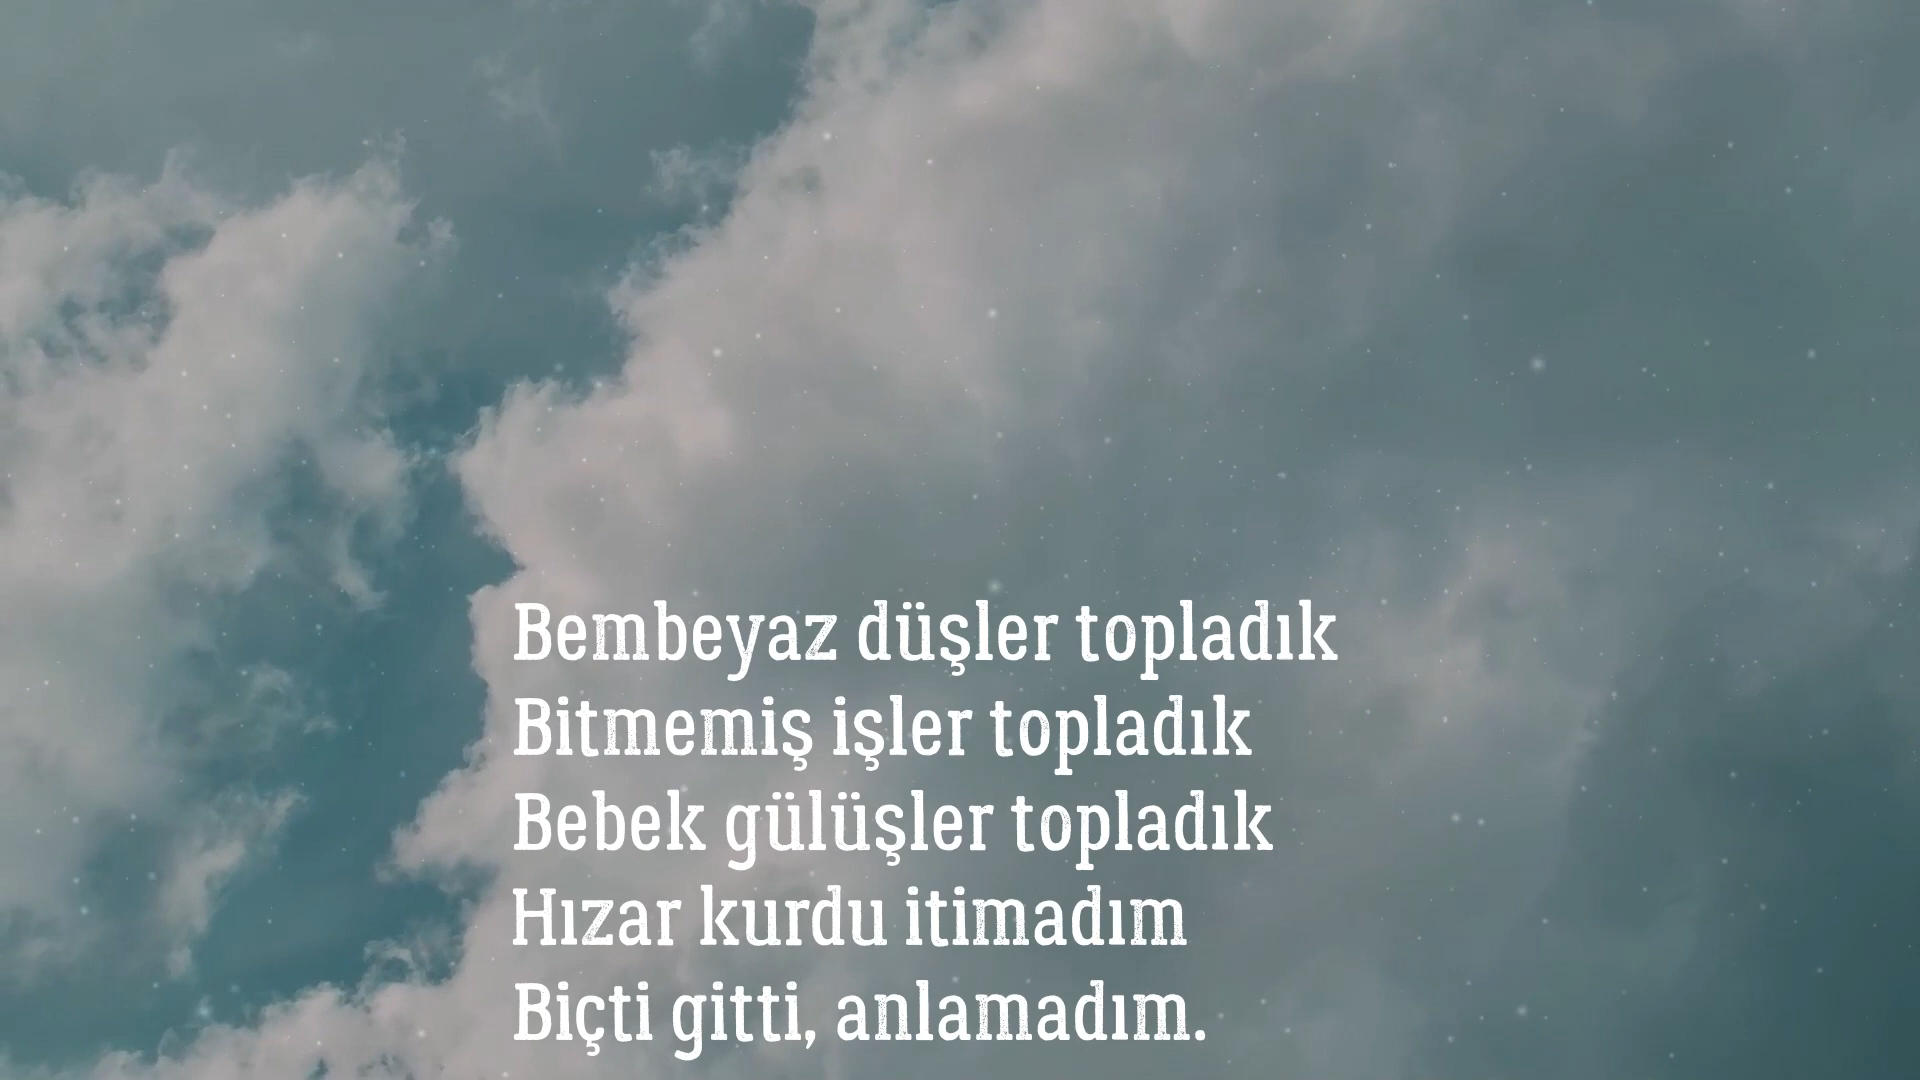 Bembeyaz düşler topladık
Bitmemiş işler topladık
Bebek gülüşler topladık
Hızar kurdu itimadım
Biçti gitti, anlamadım.